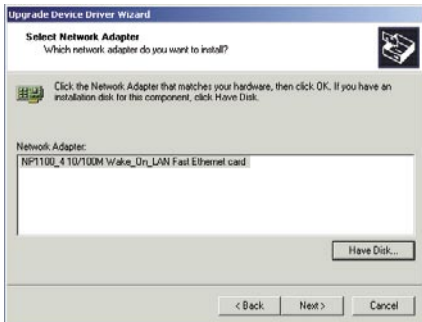 Upgrade Device Driver Wizard
Select Network Adapter
Which network adapter do you want to install?
Click the Network Adapter that matches your hardware, then click OK. If you have an
installation disk for this component, click Have Disk.
Network Adapter:
NP1100_4 10/100M Wake_On_LAN Fast Ethernet card
Have Disk...
< Back
Next >
Cancel